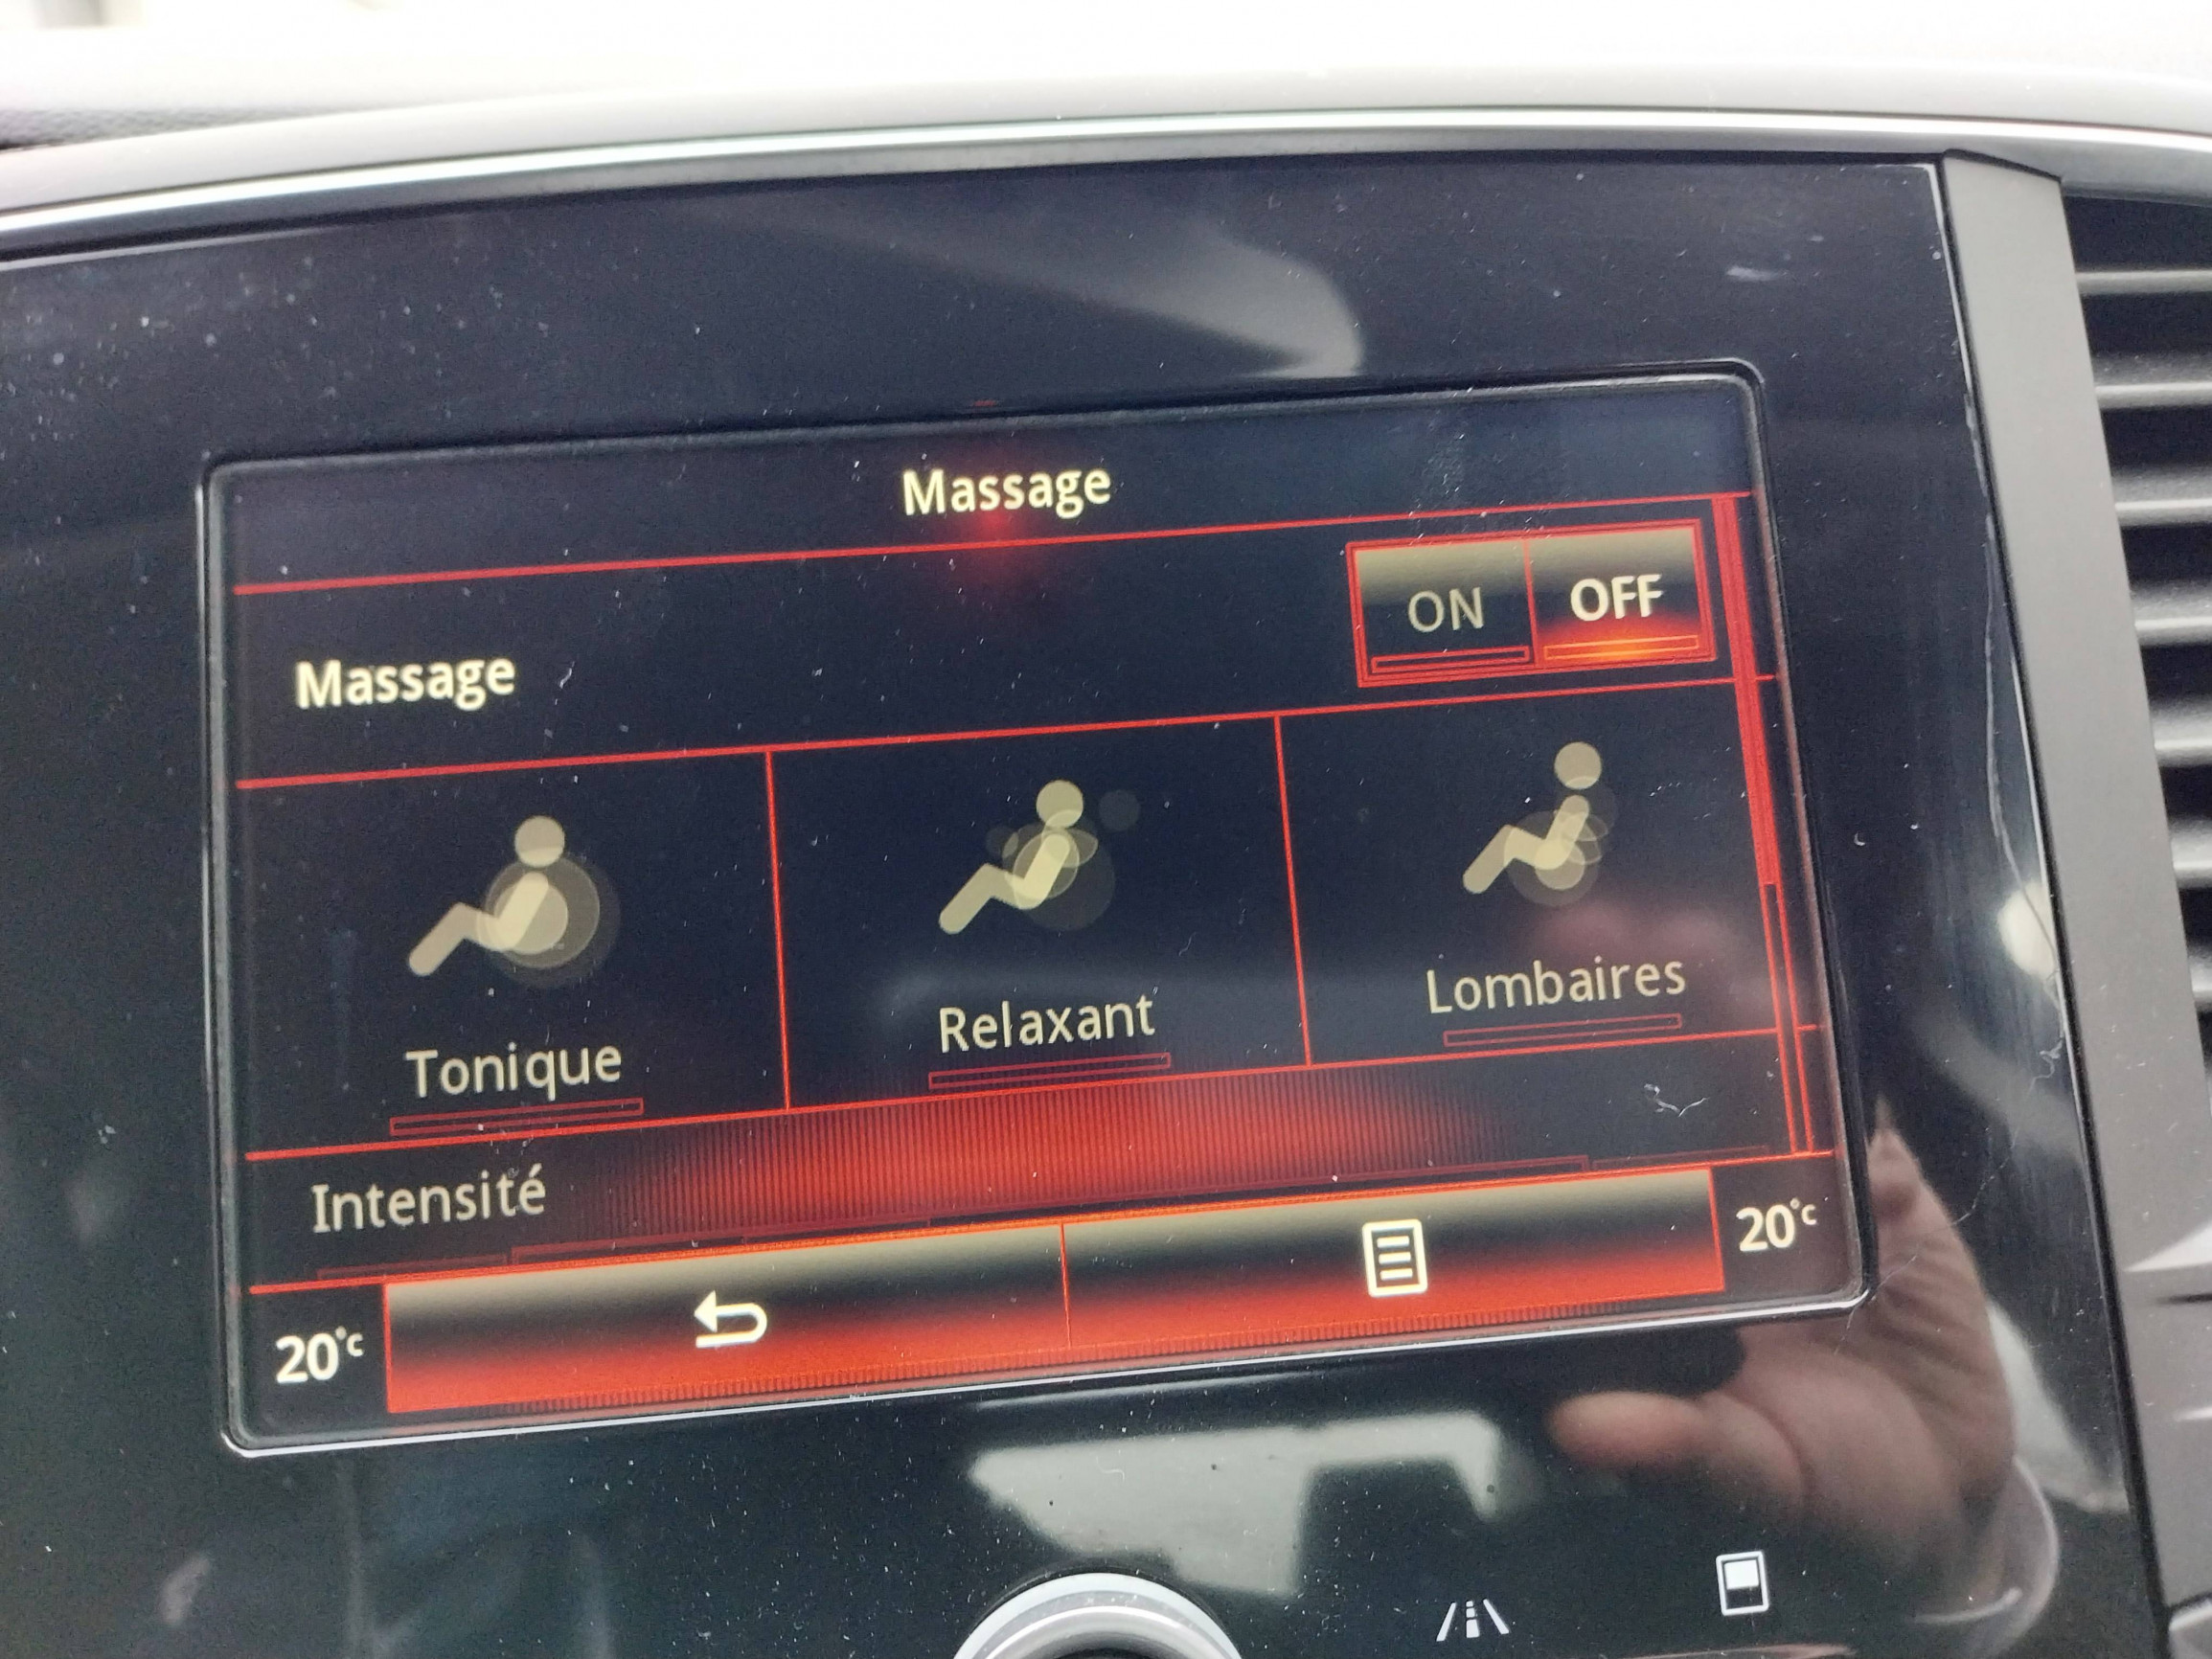 Massage
Massage
ON OFF
Tonique
Relaxant
Lombaires
Intensité
20°C
20°C